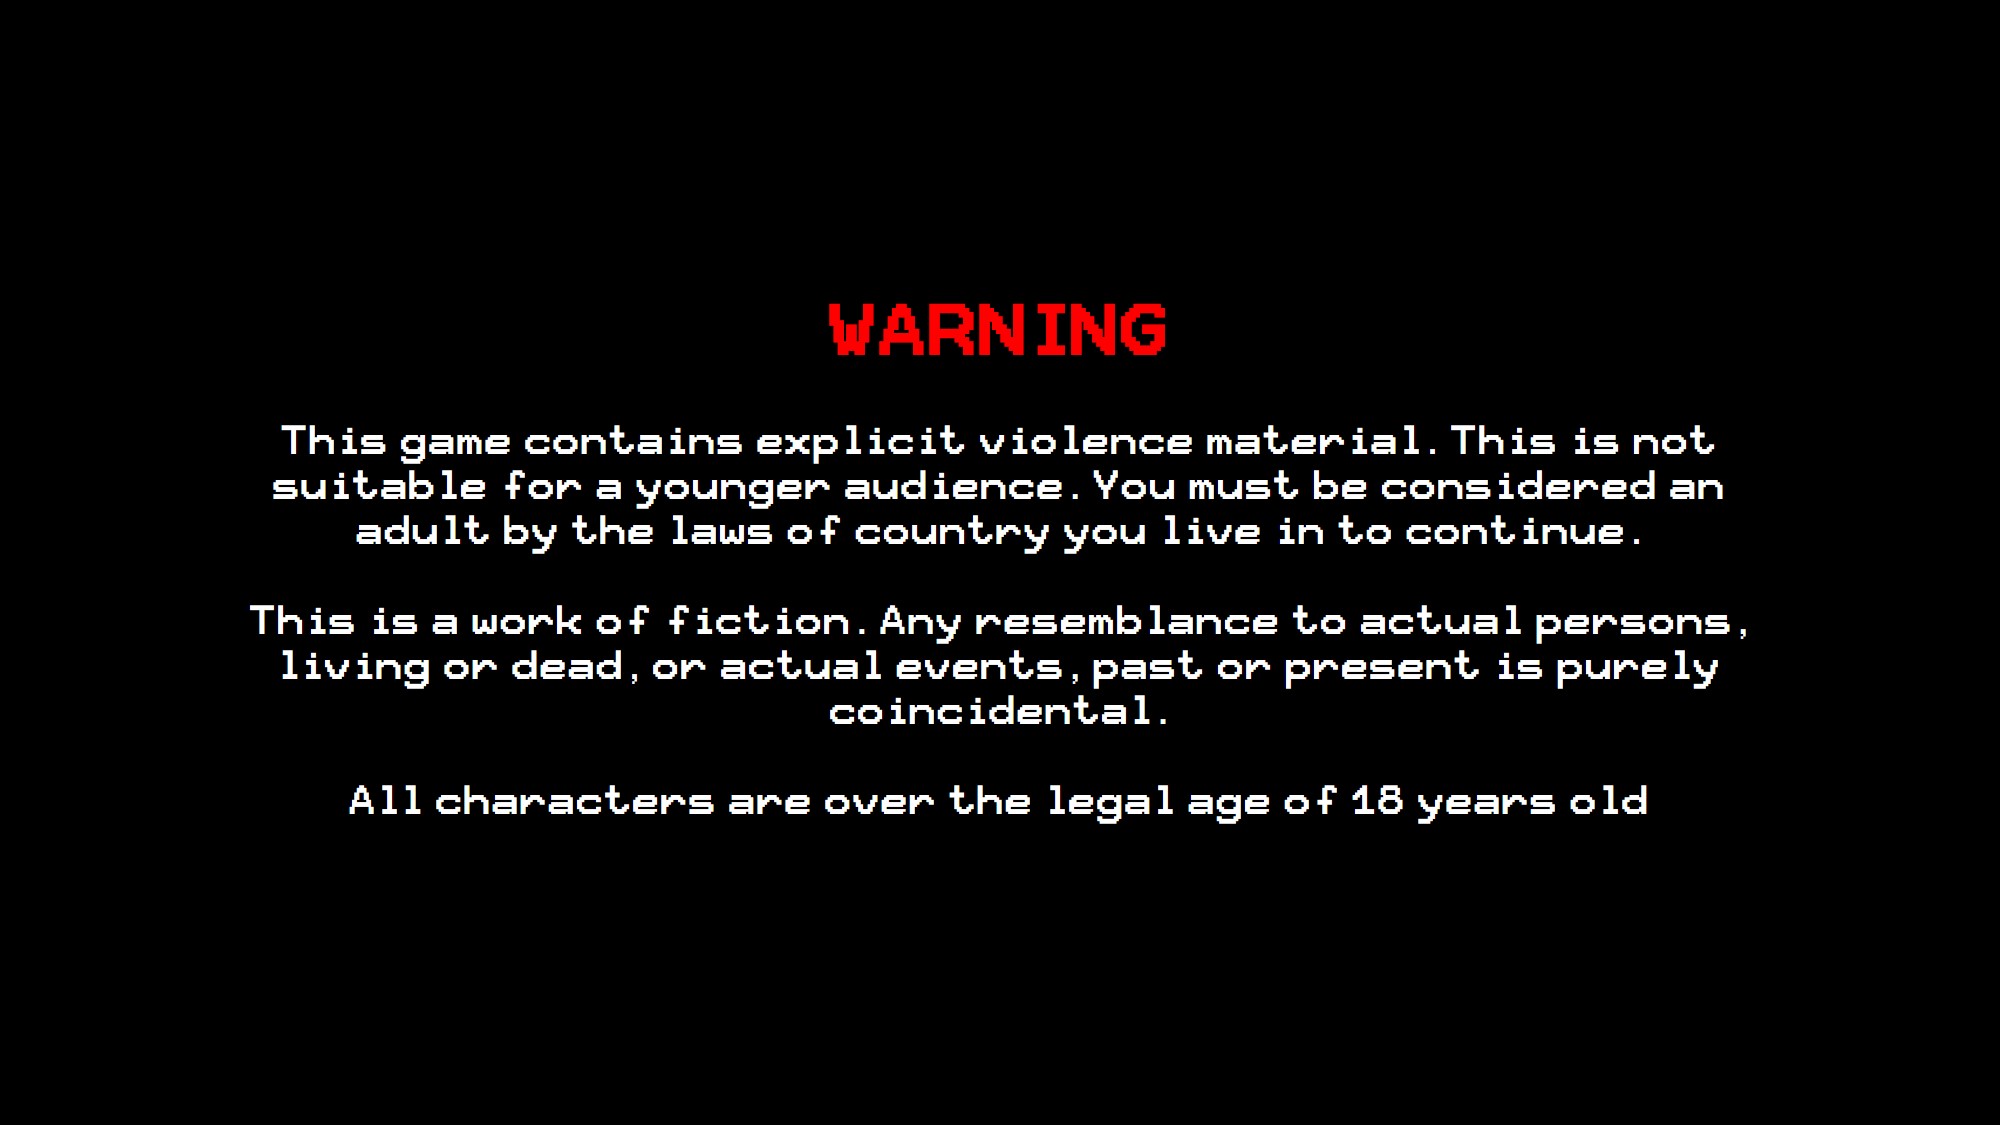 WARNING
This game contains explicit violence material. This is not
suitable for a younger audience. You must be considered an
adult by the laws of country you live in to continue.
This is a work of fiction. Any resemblance to actual persons,
living or dead, or actual events, past or present is purely
coincidental.
All characters are over the legal age of 18 years old